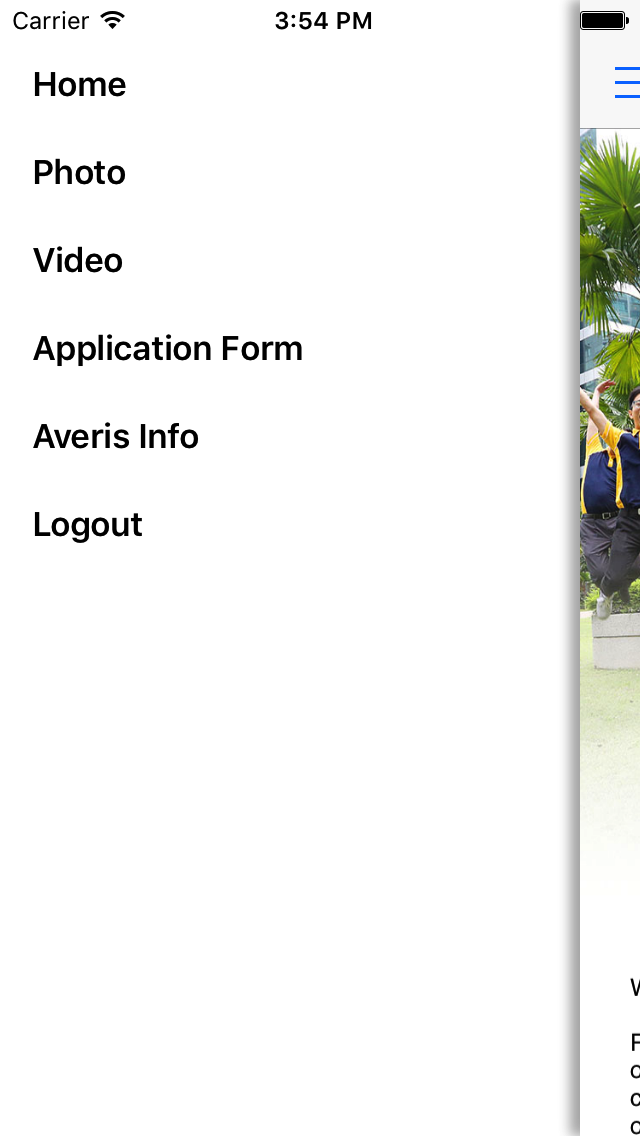 Carrier 3:54 PM
Home
Photo
Video
Application Form
Averis Info
Logout